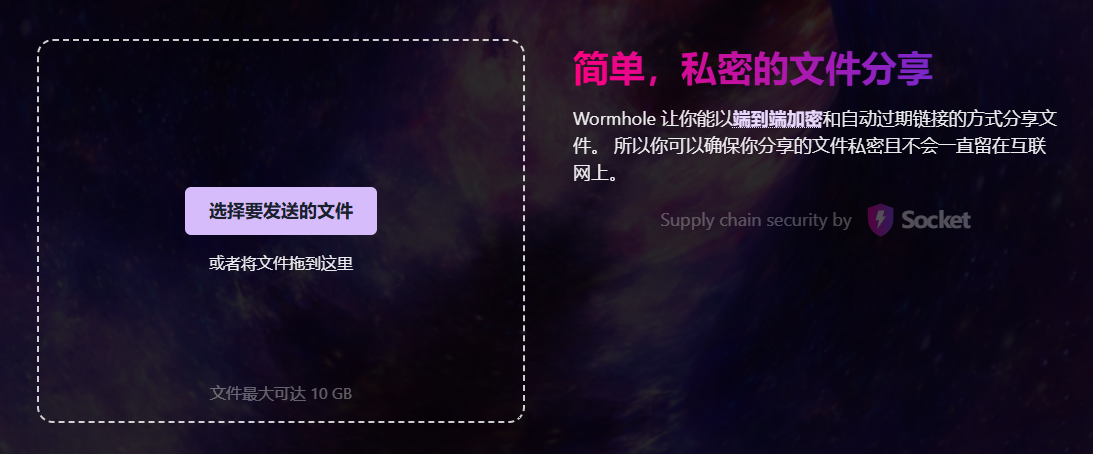 选择要发送的文件
或者将文件拖到这里
文件最大可达 10 GB
简单，私密的文件分享
Wormhole 让你能以端到端加密和自动过期链接的方式分享文
件。 所以你可以确保你分享的文件私密且不会一直留在互联
网上。
Supply chain security by Socket